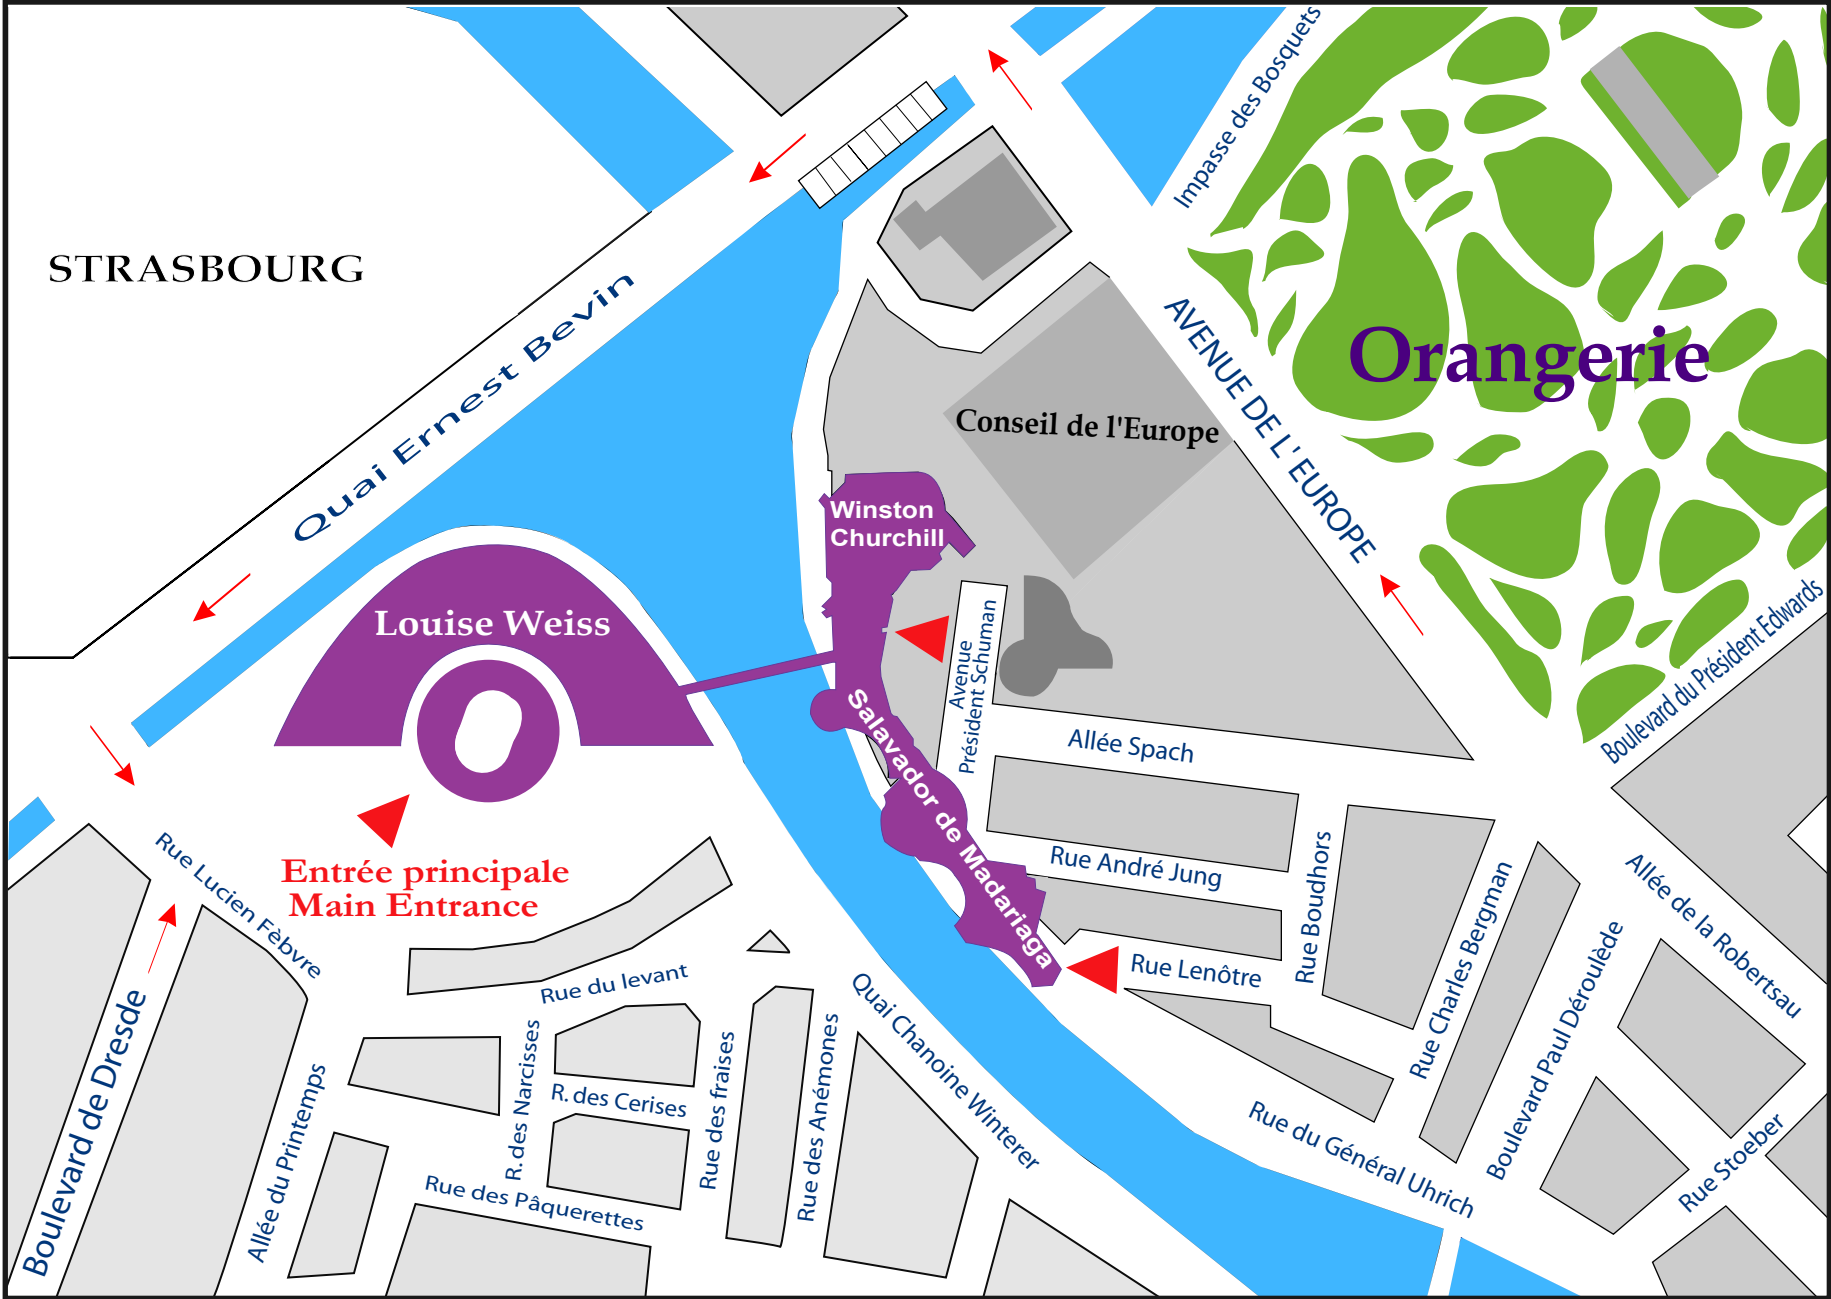 Impasse des Bosquets
STRASBOURG
Quai Ernest Bevin
AVENUE DE L' EUROPE
Orangerie
Conseil de l'Europe
Winston
Churchill
Louise Weiss
Avenue
Président Schuman
Salavador de Madariaga
Boulevard du Président Edwards
Allée Spach
Entrée principale
Main Entrance
Rue Lucien Fèbvre
Rue André Jung
Rue Boudhors
Rue Charles Bergman
Allée de la Robertsau
Boulevard Paul Déroulède
Rue Lenôtre
Rue du levant
Quai Chanoine Winterer
Boulevard de Dresde
Allée du Printemps
R. des Narcisses
R. des Cerises
Rue des fraises
Rue des Anémones
Rue des Pâquerettes
Rue du Général Uhrich
Rue Stoeber